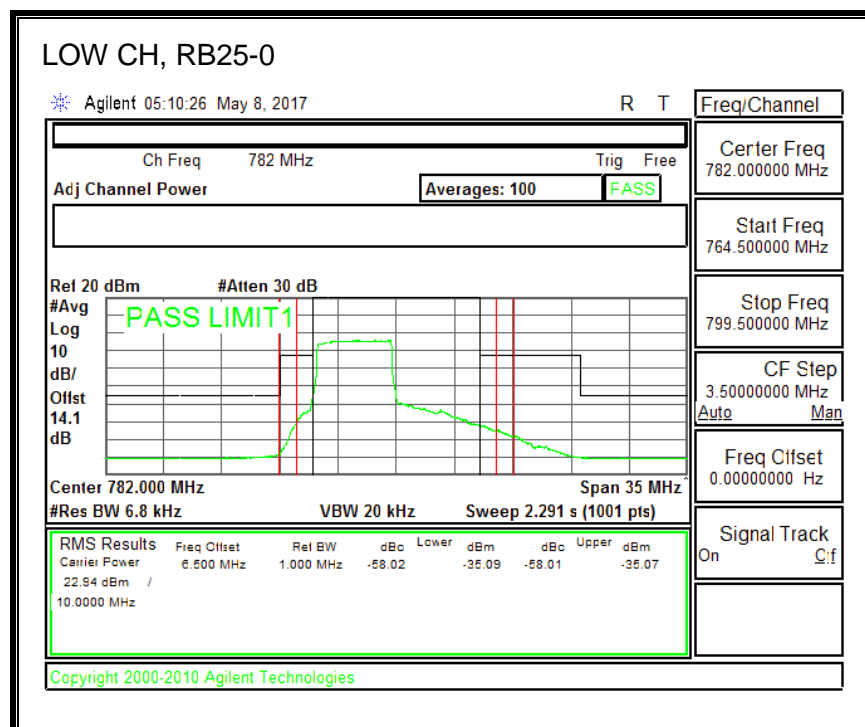 LOW CH, RB25-0
Agilent 05:10:26 May 8, 2017 R T
Freq/Channel
Ch Freq 782 MHz Trig Free
Adj Channel Power Averages: 100 PASS
Center Freq
782.000000 MHz
Start Freq
764.500000 MHz
Stop Freq
799.500000 MHz
CF Step
3.50000000 MHz
Auto Man
Freq Offset
0.00000000 Hz
Signal Track
On Off
Ref 20 dBm #Atten 30 dB
#Avg
Log
10
dB/
Offst
14.1
dB
PASS LIMIT1
Center 782.000 MHz Span 35 MHz
#Res BW 6.8 kHz VBW 20 kHz Sweep 2.291 s (1001 pts)
RMS Results Freq Offset Ref BW dBc Lower dBm dBc Upper dBm
Carrier Power 6.500 MHz 1.000 MHz -58.02 -35.09 -58.01 -35.07
22.94 dBm /
10.0000 MHz
Copyright 2000-2010 Agilent Technologies